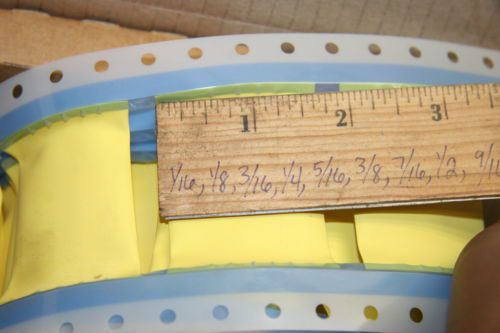 1 2 3
1/16, 1/8, 3/16, 1/4, 5/16, 3/8, 7/16, 1/2, 9/16